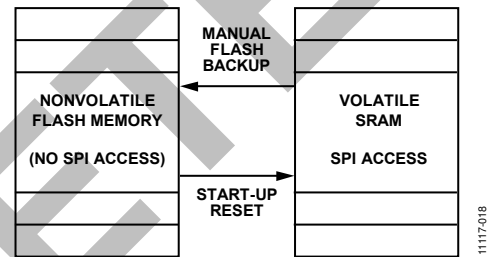 MANUAL
FLASH
BACKUP
NONVOLATILE
FLASH MEMORY
(NO SPI ACCESS)
VOLATILE
SRAM
SPI ACCESS
START-UP
RESET
11117-018